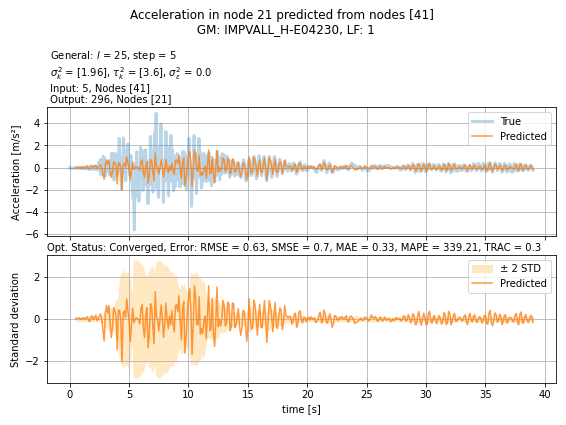 Acceleration in node 21 predicted from nodes [41]
GM: IMPVALL_H-E04230, LF: 1
General: l = 25, step = 5
σ²ₖ = [1.96], τ²ₖ = [3.6], σ²ₑ = 0.0
Input: 5, Nodes [41]
Output: 296, Nodes [21]
True
Predicted
Acceleration [m/s²]
4
2
0
−2
−4
−6
Opt. Status: Converged, Error: RMSE = 0.63, SMSE = 0.7, MAE = 0.33, MAPE = 339.21, TRAC = 0.3
± 2 STD
Predicted
Standard deviation
2
0
−2
0 5 10 15 20 25 30 35 40
time [s]